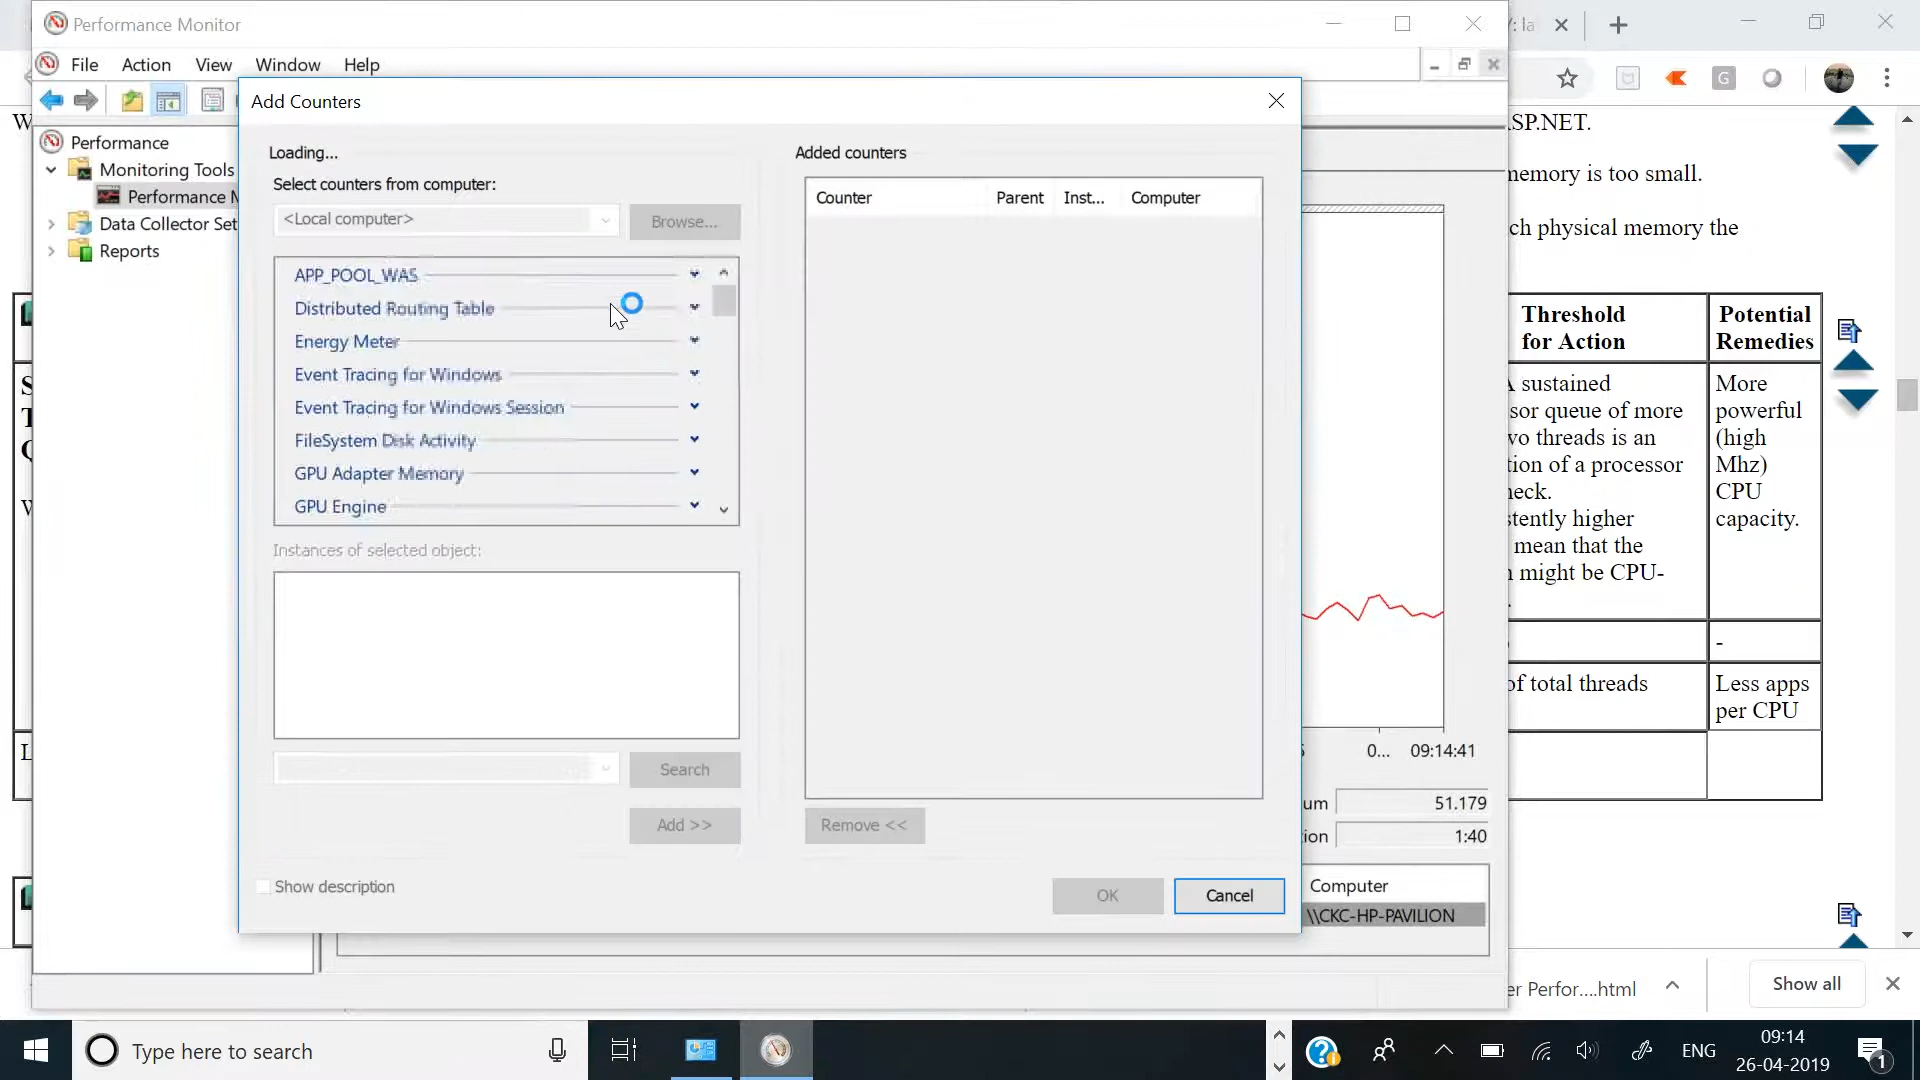 Performance Monitor
File Action View Window Help
Add Counters
Performance
Monitoring Tools
Performance M
Data Collector Set
Reports
Loading...
Select counters from computer:
<Local computer>
Browse...
APP_POOL_WAS
Distributed Routing Table
Energy Meter
Event Tracing for Windows
Event Tracing for Windows Session
FileSystem Disk Activity
GPU Adapter Memory
GPU Engine
Instances of selected object:
Search
Add >>
Show description
Added counters
Counter Parent Inst... Computer
Remove <<
OK Cancel
0... 09:14:41
um 51.179
ion 1:40
Computer
\\CKC-HP-PAVILION
SP.NET.
memory is too small.
ch physical memory the
Threshold
for Action
Potential
Remedies
A sustained
sor queue of more
vo threads is an
tion of a processor
neck.
stently higher
mean that the
n might be CPU-
More
powerful
(high
Mhz)
CPU
capacity.
-
of total threads
Less apps
per CPU
er Perfor....html
Show all
Type here to search
ENG
09:14
26-04-2019
1